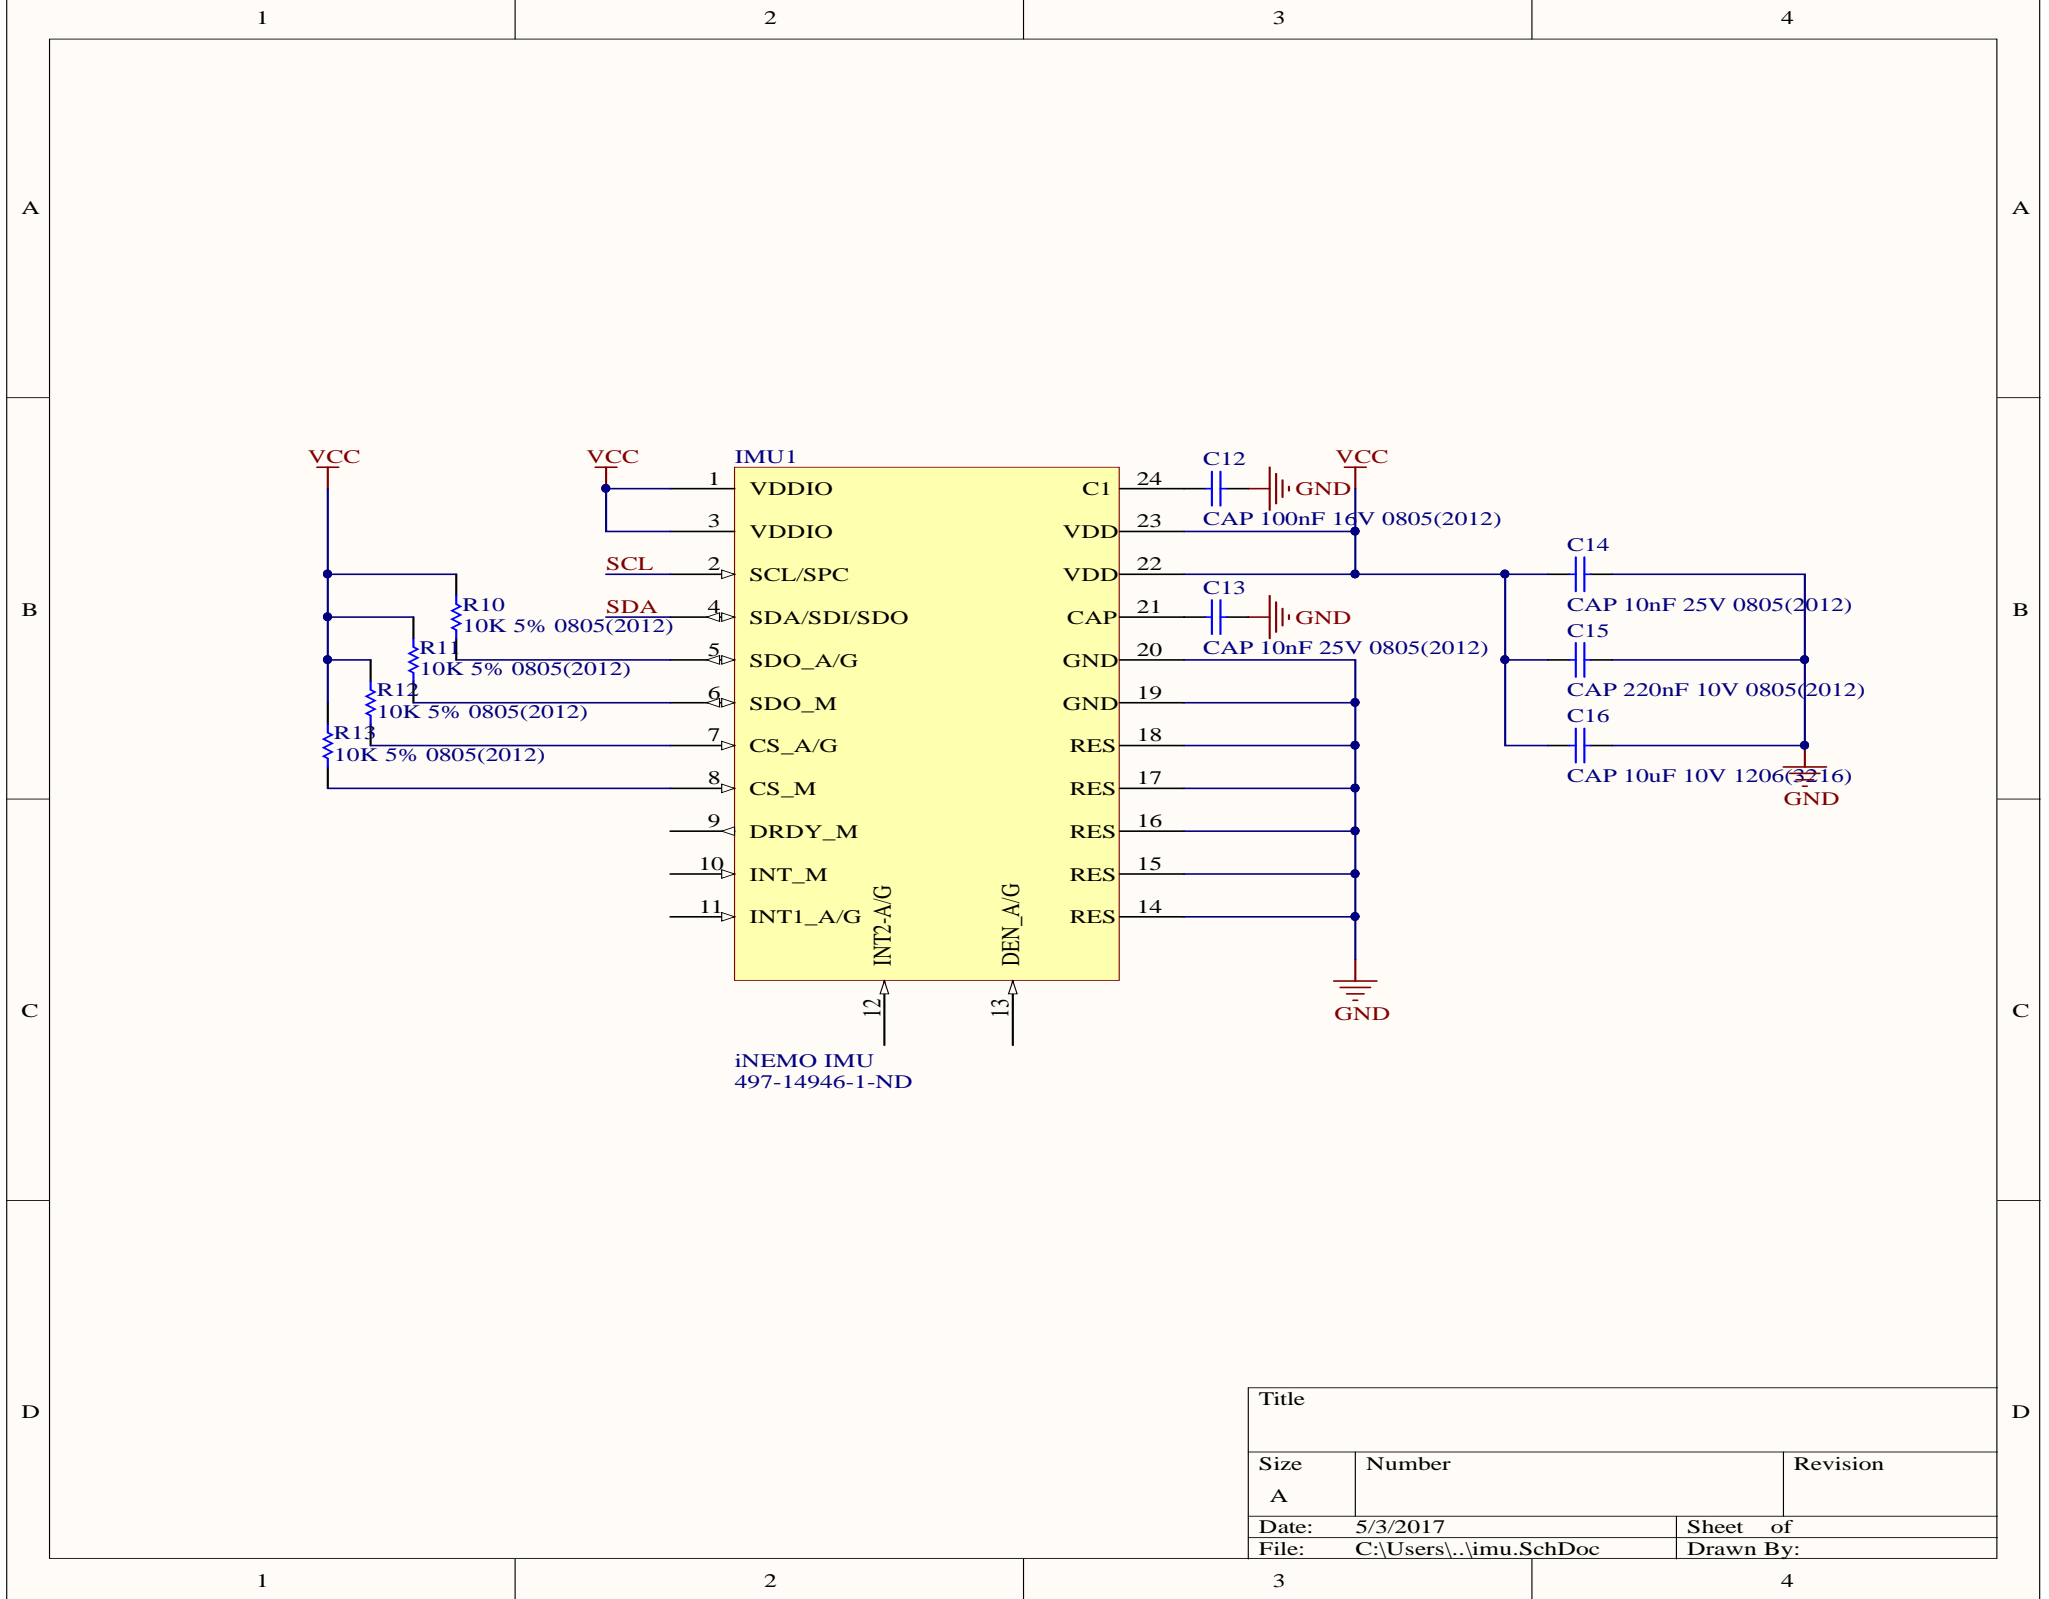 1 2 3 4
A A
B B
C C
D D
VCC
VCC
IMU1
1 VDDIO
3 VDDIO
SCL 2 SCL/SPC
SDA 4 SDA/SDI/SDO
5 SDO_A/G
6 SDO_M
7 CS_A/G
8 CS_M
9 DRDY_M
10 INT_M
11 INT1_A/G
R10
10K 5% 0805(2012)
R11
10K 5% 0805(2012)
R12
10K 5% 0805(2012)
R13
10K 5% 0805(2012)
INT2-A/G
12
DEN_A/G
13
C1 24
VDD 23
VDD 22
CAP 21
GND 20
GND 19
RES 18
RES 17
RES 16
RES 15
RES 14
C12
GND
CAP 100nF 16V 0805(2012)
VCC
C13
GND
CAP 10nF 25V 0805(2012)
C14
CAP 10nF 25V 0805(2012)
C15
CAP 220nF 10V 0805(2012)
C16
CAP 10uF 10V 1206(3216)
GND
GND
iNEMO IMU
497-14946-1-ND
Title
Size Number Revision
A
Date: 5/3/2017 Sheet of
File: C:\Users\..\imu.SchDoc Drawn By:
1 2 3 4